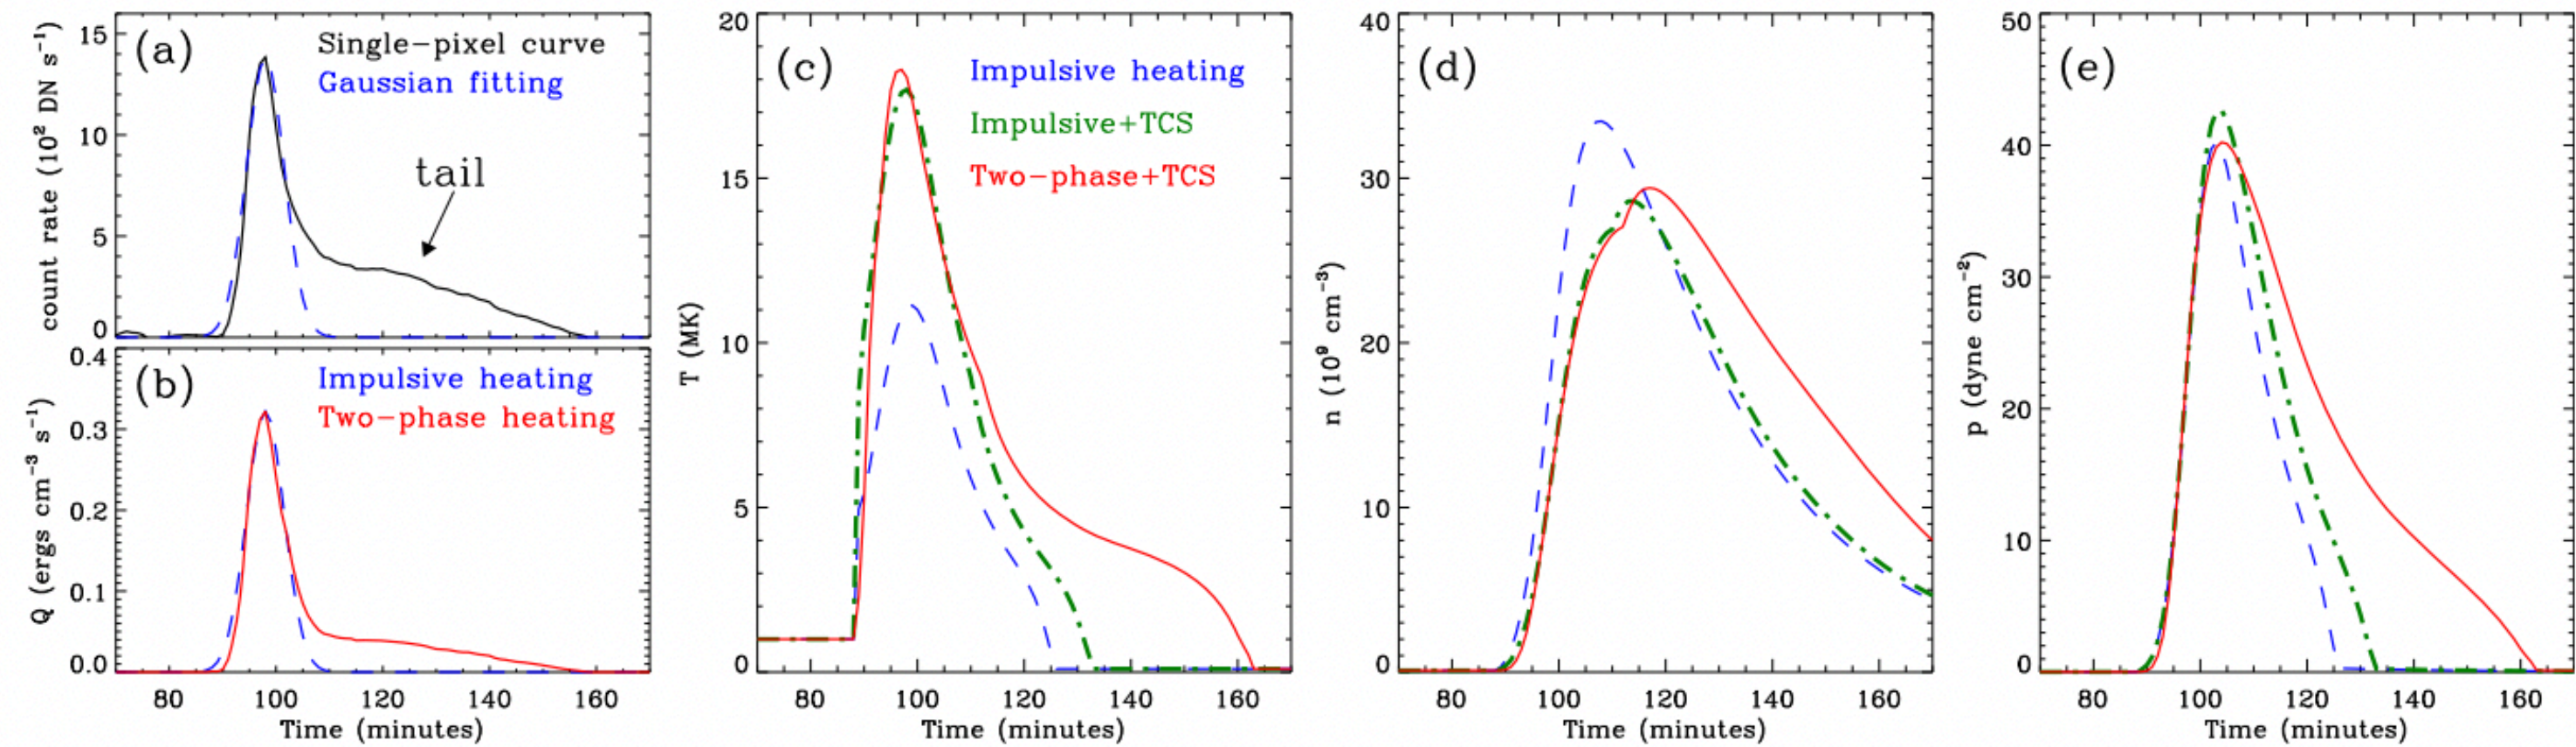 (a)
Single-pixel curve
Gaussian fitting
tail
count rate (10² DN s⁻¹)
15
10
5
0
(b)
Impulsive heating
Two-phase heating
Q (ergs cm⁻³ s⁻¹)
0.4
0.3
0.2
0.1
0.0
80 100 120 140 160
Time (minutes)
(c)
Impulsive heating
Impulsive+TCS
Two-phase+TCS
T (MK)
20
15
10
5
0
80 100 120 140 160
Time (minutes)
(d)
n (10⁹ cm⁻³)
40
30
20
10
0
80 100 120 140 160
Time (minutes)
(e)
p (dyne cm⁻²)
50
40
30
20
10
0
80 100 120 140 160
Time (minutes)